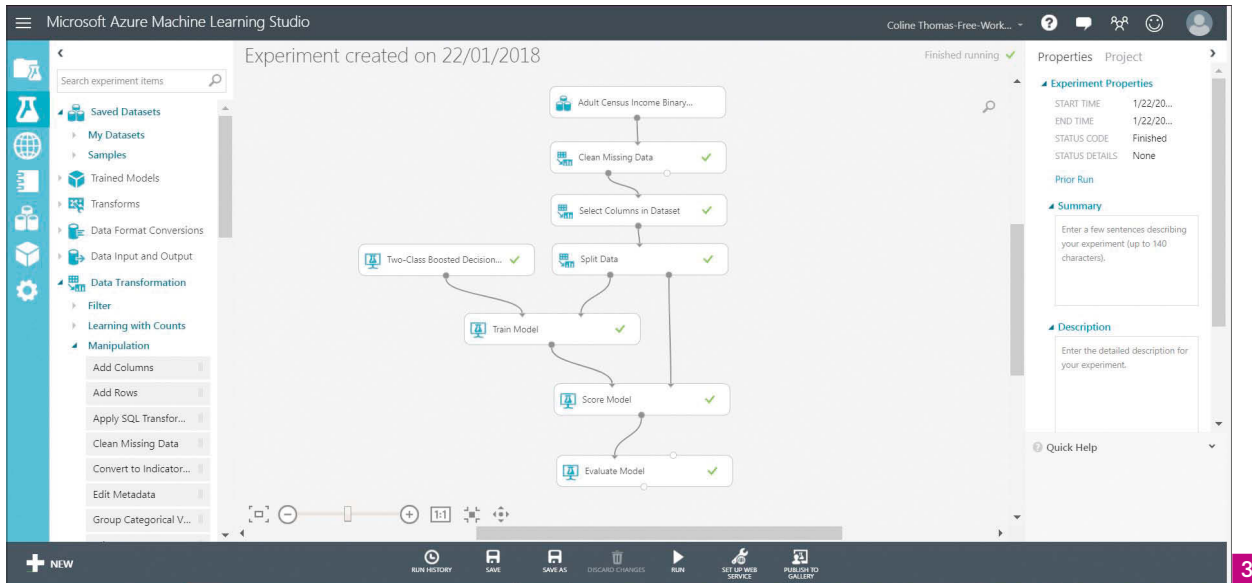 Microsoft Azure Machine Learning Studio
Coline Thomas-Free-Work...
Search experiment items
Saved Datasets
My Datasets
Samples
Trained Models
Transforms
Data Format Conversions
Data Input and Output
Data Transformation
Filter
Learning with Counts
Manipulation
Add Columns
Add Rows
Apply SQL Transfor...
Clean Missing Data
Convert to Indicator...
Edit Metadata
Group Categorical V...
Experiment created on 22/01/2018
Finished running
Adult Census Income Binary...
Clean Missing Data
Select Columns in Dataset
Two-Class Boosted Decision...
Split Data
Train Model
Score Model
Evaluate Model
1:1
Properties Project
Experiment Properties
START TIME 1/22/20...
END TIME 1/22/20...
STATUS CODE Finished
STATUS DETAILS None
Prior Run
Summary
Enter a few sentences describing
your experiment (up to 140
characters).
Description
Enter the detailed description for
your experiment.
Quick Help
NEW
RUN HISTORY
SAVE
SAVE AS
DISCARD CHANGES
RUN
SET UP WEB
SERVICE
PUBLISH TO
GALLERY
3